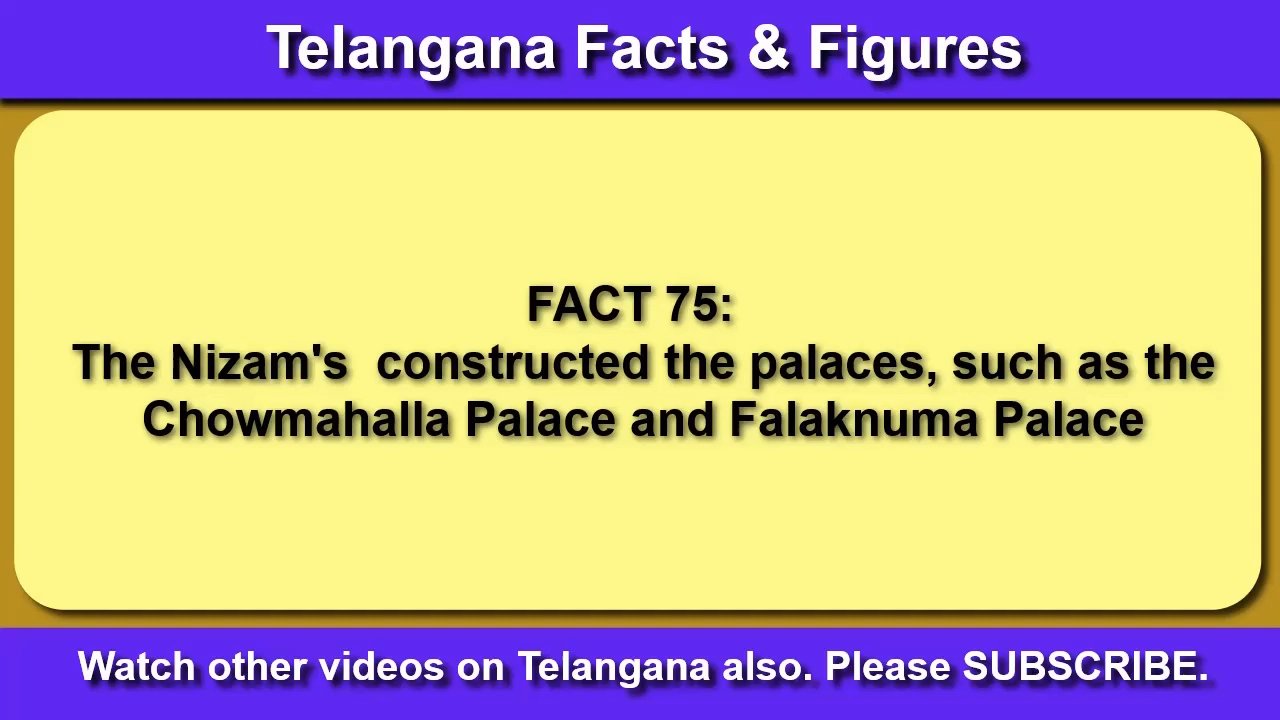 Telangana Facts & Figures
FACT 75:
The Nizam's  constructed the palaces, such as the
Chowmahalla Palace and Falaknuma Palace
Watch other videos on Telangana also. Please SUBSCRIBE.